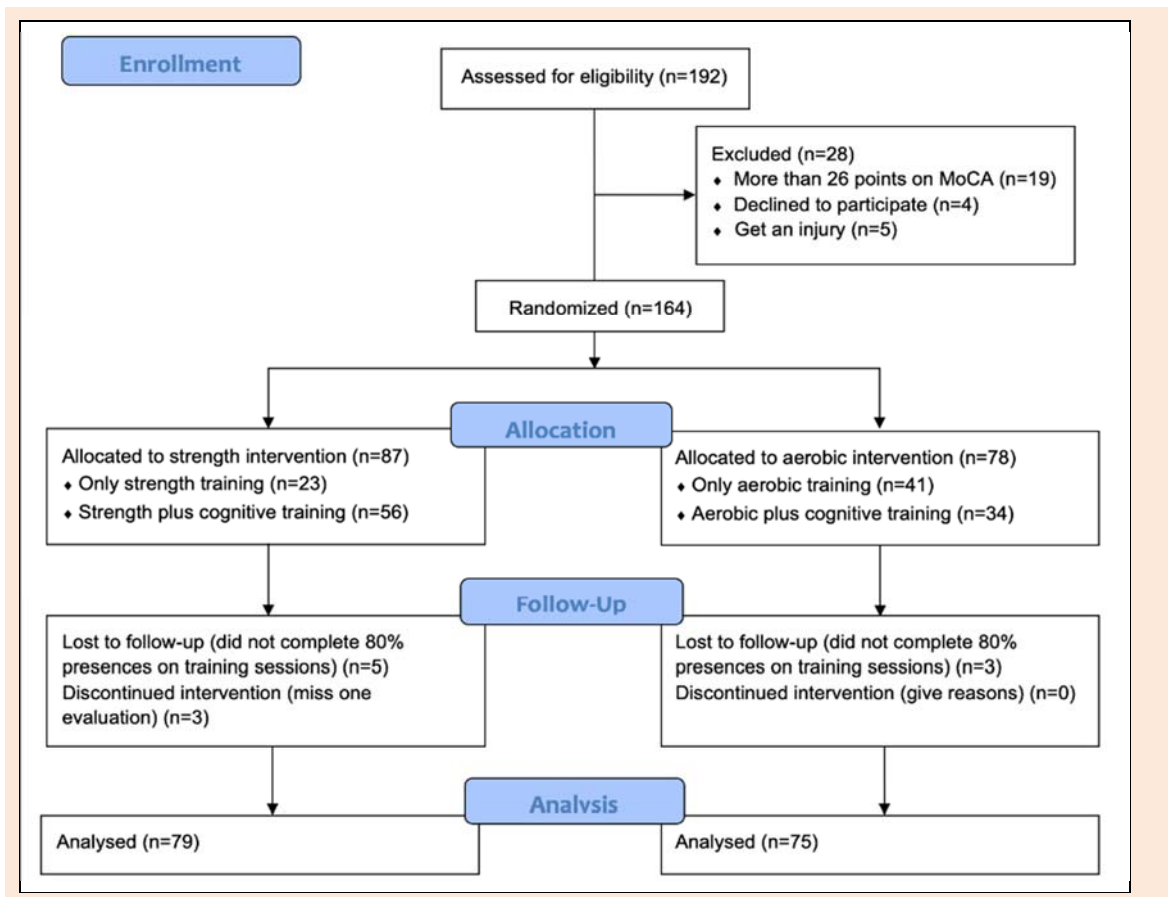 Enrollment
Assessed for eligibility (n=192)
Excluded (n=28)
♦ More than 26 points on MoCA (n=19)
♦ Declined to participate (n=4)
♦ Get an injury (n=5)
Randomized (n=164)
Allocation
Allocated to strength intervention (n=87)
♦ Only strength training (n=23)
♦ Strength plus cognitive training (n=56)
Allocated to aerobic intervention (n=78)
♦ Only aerobic training (n=41)
♦ Aerobic plus cognitive training (n=34)
Follow-Up
Lost to follow-up (did not complete 80%
presences on training sessions) (n=5)
Discontinued intervention (miss one
evaluation) (n=3)
Lost to follow-up (did not complete 80%
presences on training sessions) (n=3)
Discontinued intervention (give reasons) (n=0)
Analysis
Analysed (n=79)
Analysed (n=75)